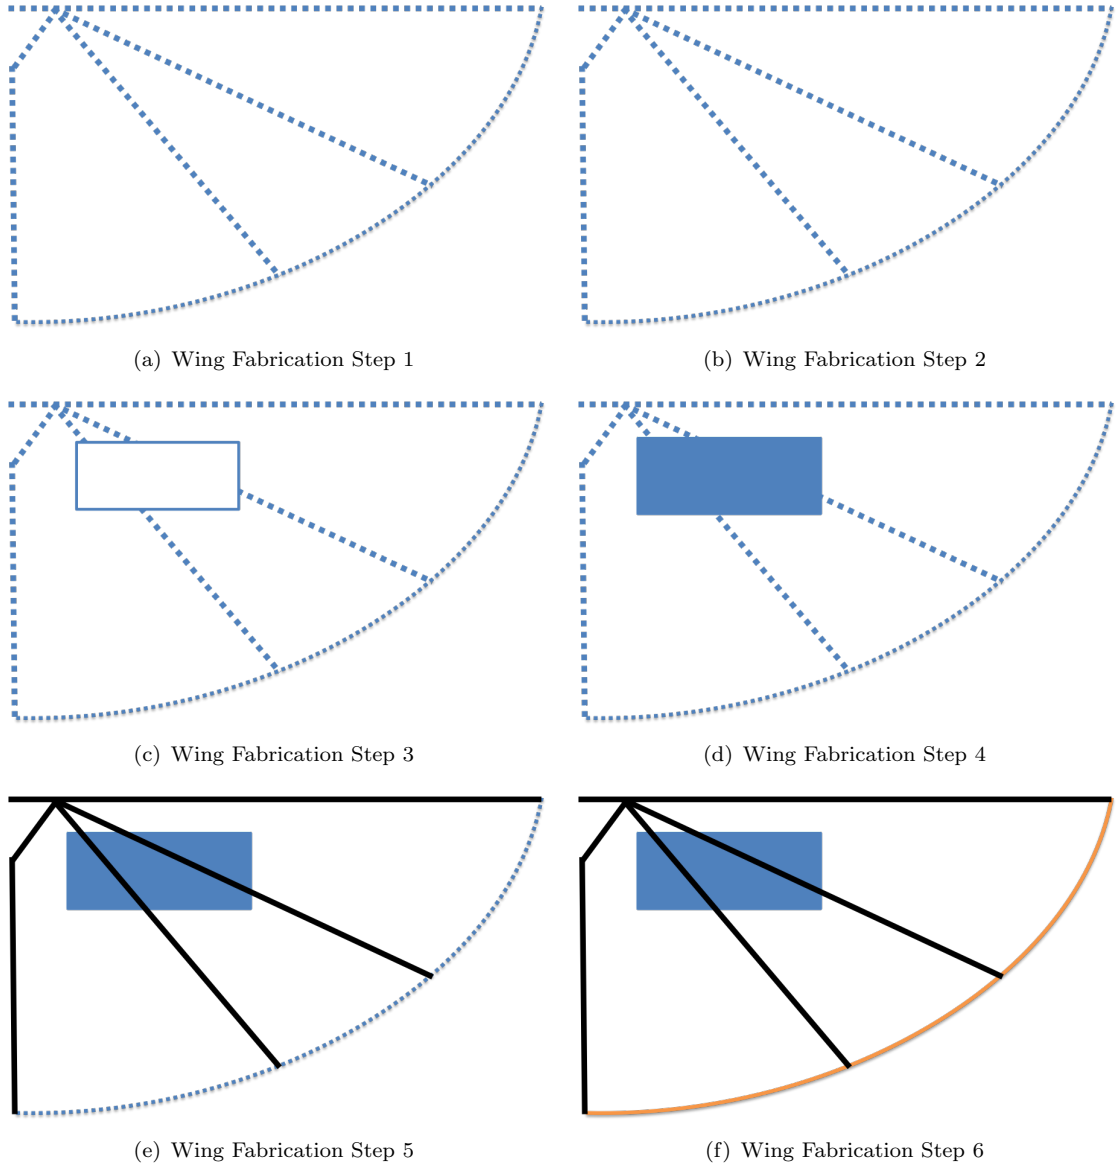 (a) Wing Fabrication Step 1
(b) Wing Fabrication Step 2
(c) Wing Fabrication Step 3
(d) Wing Fabrication Step 4
(e) Wing Fabrication Step 5
(f) Wing Fabrication Step 6